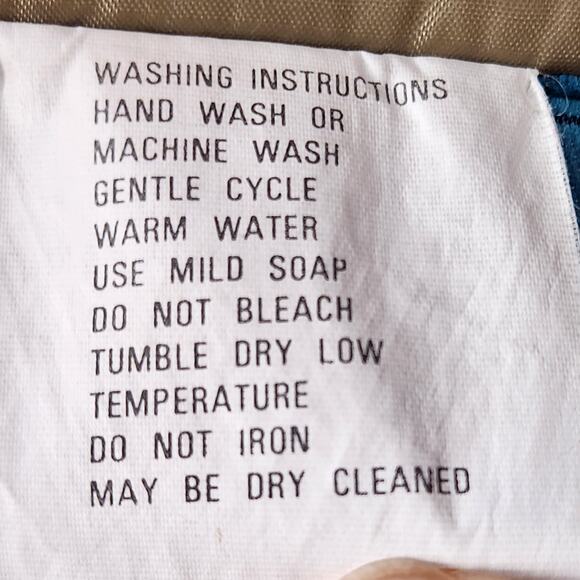 WASHING INSTRUCTIONS
HAND WASH OR
MACHINE WASH
GENTLE CYCLE
WARM WATER
USE MILD SOAP
DO NOT BLEACH
TUMBLE DRY LOW
TEMPERATURE
DO NOT IRON
MAY BE DRY CLEANED